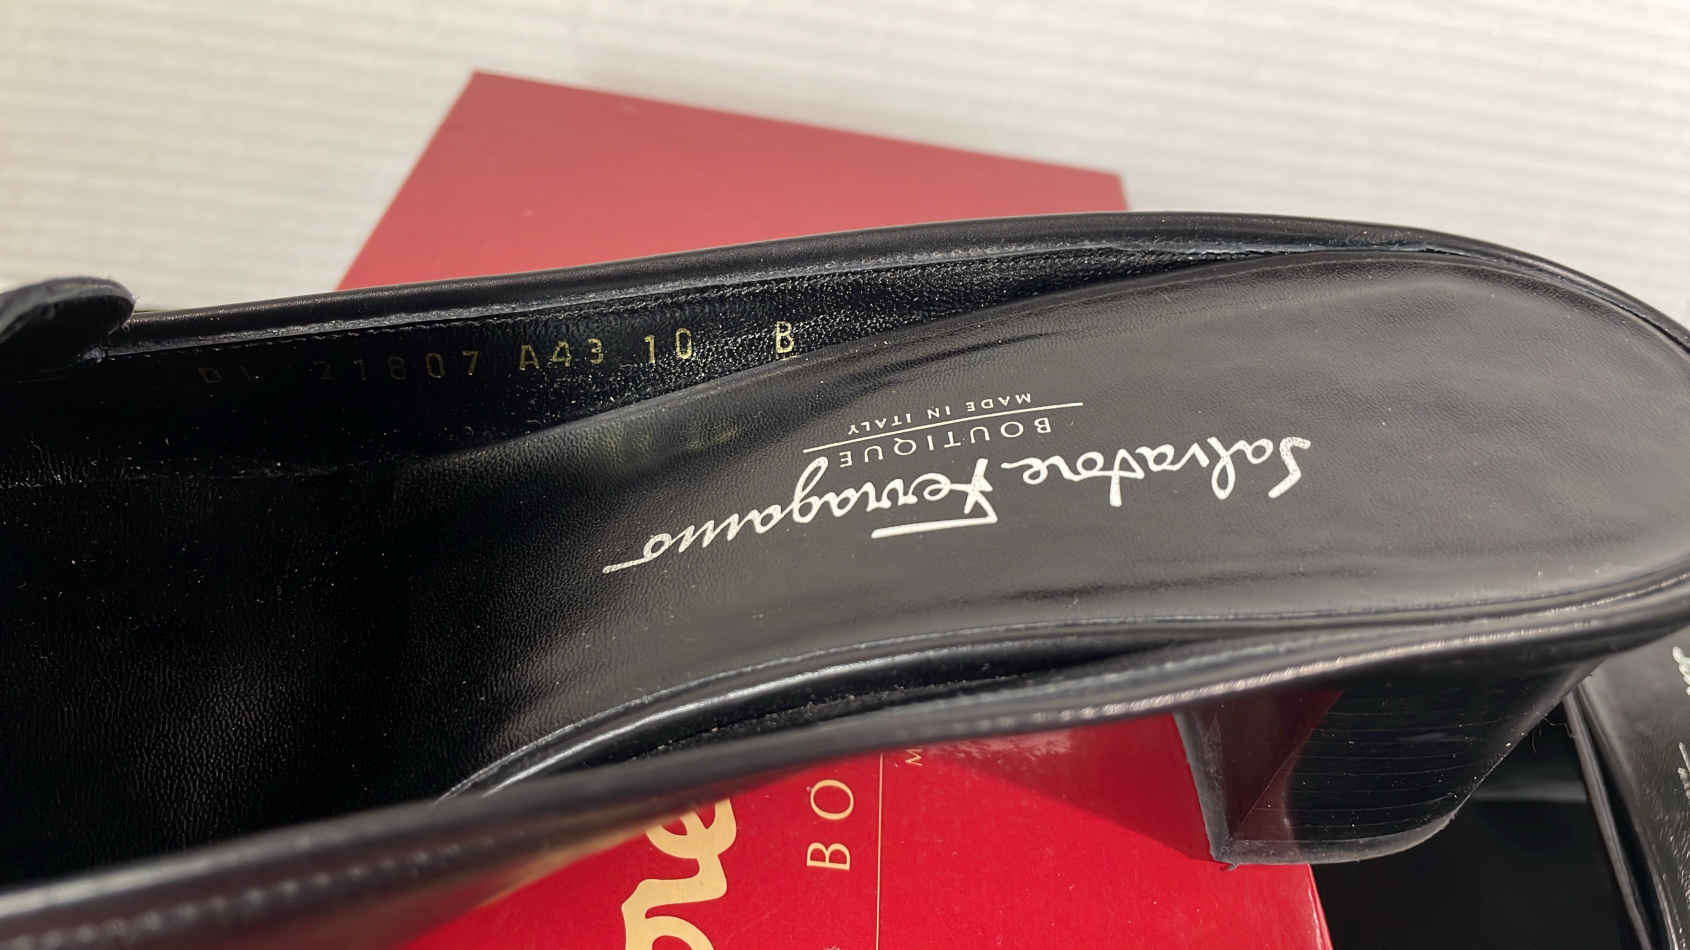 21807 A43 10 B
Salvatore Ferragamo
BOUTIQUE
MADE IN ITALY
BO
M